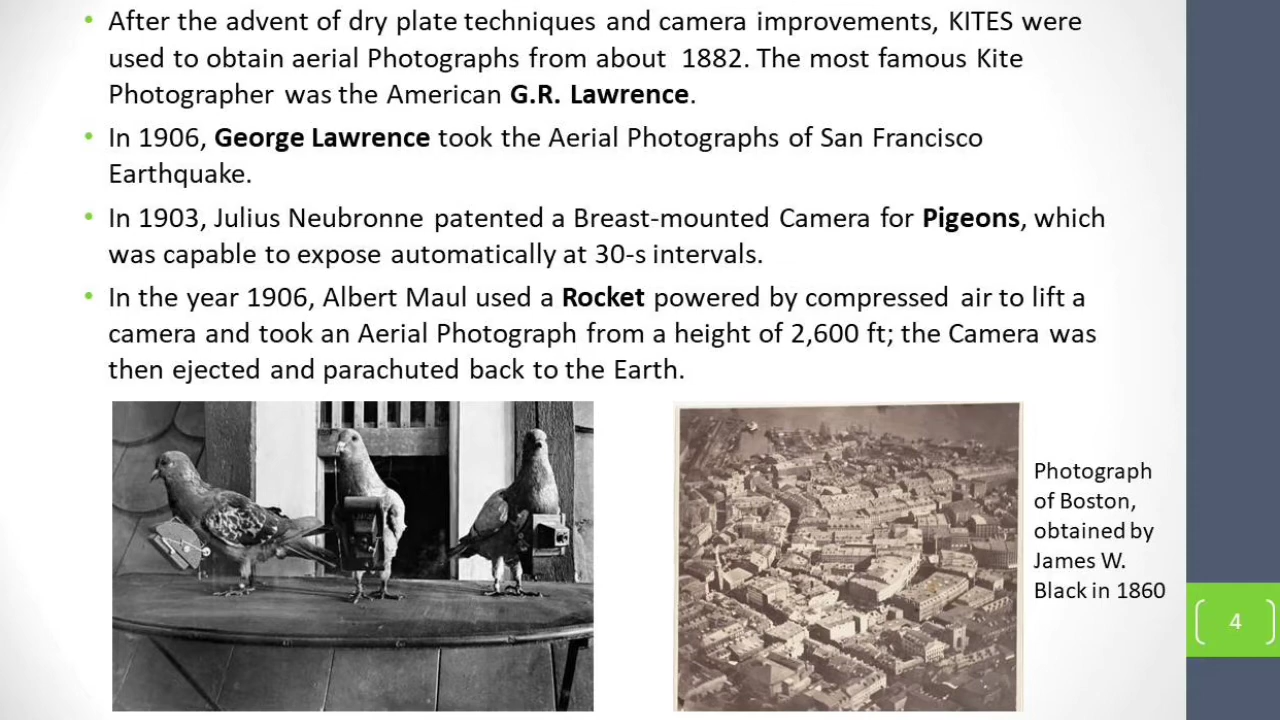 • After the advent of dry plate techniques and camera improvements, KITES were
used to obtain aerial Photographs from about 1882. The most famous Kite
Photographer was the American G.R. Lawrence.
• In 1906, George Lawrence took the Aerial Photographs of San Francisco
Earthquake.
• In 1903, Julius Neubronne patented a Breast-mounted Camera for Pigeons, which
was capable to expose automatically at 30-s intervals.
• In the year 1906, Albert Maul used a Rocket powered by compressed air to lift a
camera and took an Aerial Photograph from a height of 2,600 ft; the Camera was
then ejected and parachuted back to the Earth.
Photograph
of Boston,
obtained by
James W.
Black in 1860
4